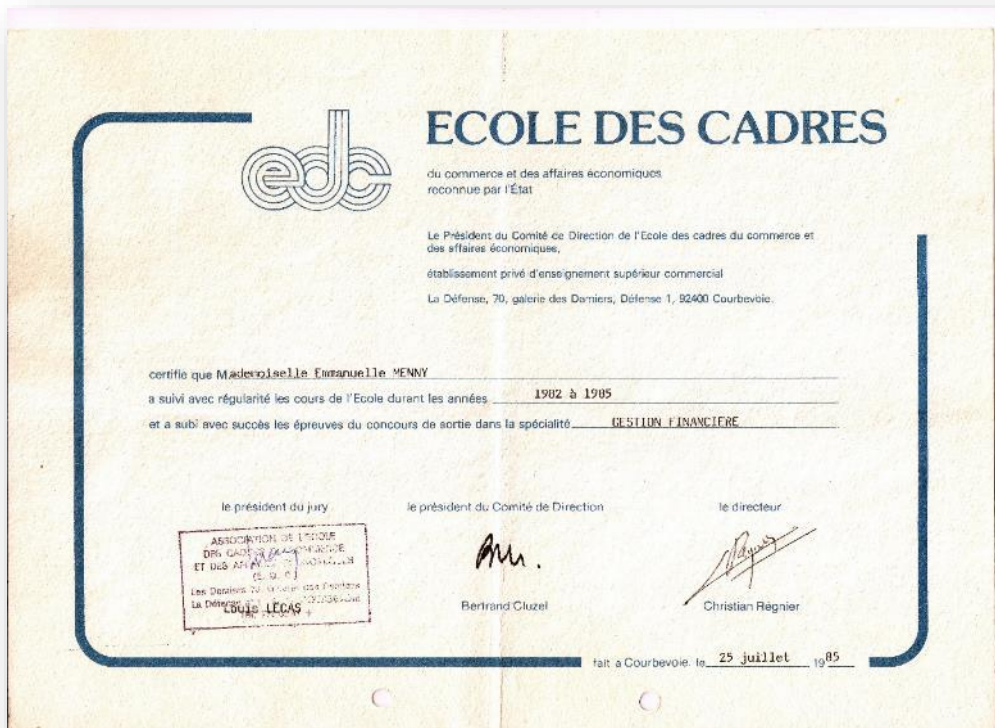 edc
ECOLE DES CADRES
du commerce et des affaires économiques
reconnue par l'État
Le Président du Comité de Direction de l'Ecole des cadres du commerce et
des affaires économiques,
établissement privé d'enseignement supérieur commercial
La Défense, 70, galerie des Damiers, Défense 1, 92400 Courbevoie.
certifie que Mademoiselle Emmanuelle MENNY
a suivi avec régularité les cours de l'Ecole durant les années 1982 à 1985
et a subi avec succès les épreuves du concours de sortie dans la spécialité GESTION FINANCIERE
le président du jury
le président du Comité de Direction
le directeur
ASSOCIATION DE L'ECOLE
DES
ET DES
La Défense
Louis LECAS
Bertrand Cluzel
Christian Régnier
fait à Courbevoie, le 25 juillet 1985